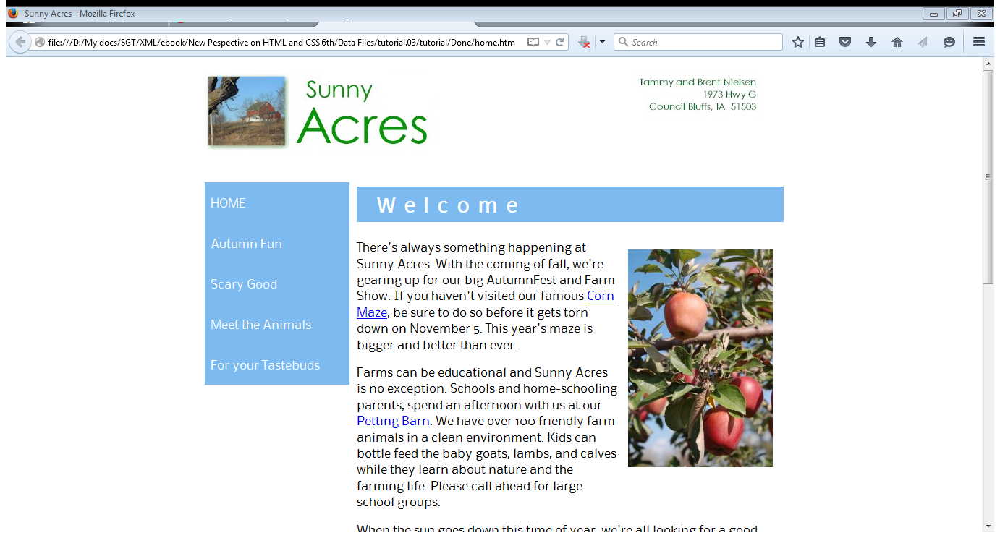 Sunny Acres - Mozilla Firefox
file:///D:/My docs/SGT/XML/ebook/New Pespective on HTML and CSS 6th/Data Files/tutorial.03/tutorial/Done/home.htm
Search
Sunny
Acres
Tammy and Brent Nielsen
1973 Hwy G
Council Bluffs, IA 51503
HOME
Autumn Fun
Scary Good
Meet the Animals
For your Tastebuds
Welcome
There's always something happening at
Sunny Acres. With the coming of fall, we're
gearing up for our big AutumnFest and Farm
Show. If you haven't visited our famous Corn
Maze, be sure to do so before it gets torn
down on November 5. This year's maze is
bigger and better than ever.
Farms can be educational and Sunny Acres
is no exception. Schools and home-schooling
parents, spend an afternoon with us at our
Petting Barn. We have over 100 friendly farm
animals in a clean environment. Kids can
bottle feed the baby goats, lambs, and calves
while they learn about nature and the
farming life. Please call ahead for large
school groups.
When the sun goes down this time of year, we're all looking for a good